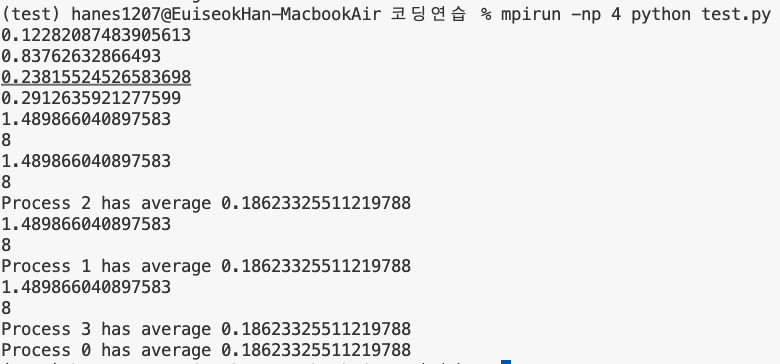 (test) hanes1207@EuiseokHan-MacbookAir 코딩연습 % mpirun -np 4 python test.py
0.12282087483905613
0.83762632866493
0.23815524526583698
0.2912635921277599
1.489866040897583
8
1.489866040897583
8
Process 2 has average 0.18623325511219788
1.489866040897583
8
Process 1 has average 0.18623325511219788
1.489866040897583
8
Process 3 has average 0.18623325511219788
Process 0 has average 0.18623325511219788